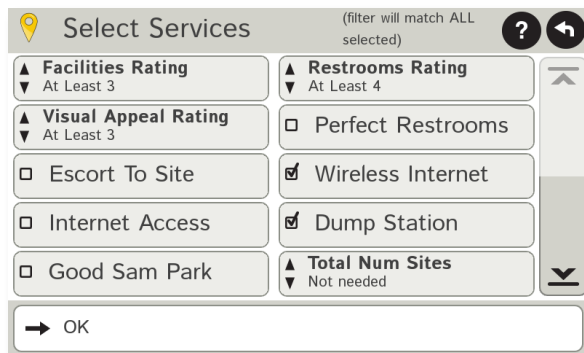 Select Services
(filter will match ALL
selected)
?
Facilities Rating
At Least 3
Restrooms Rating
At Least 4
Visual Appeal Rating
At Least 3
Perfect Restrooms
Escort To Site
Wireless Internet
Internet Access
Dump Station
Good Sam Park
Total Num Sites
Not needed
OK